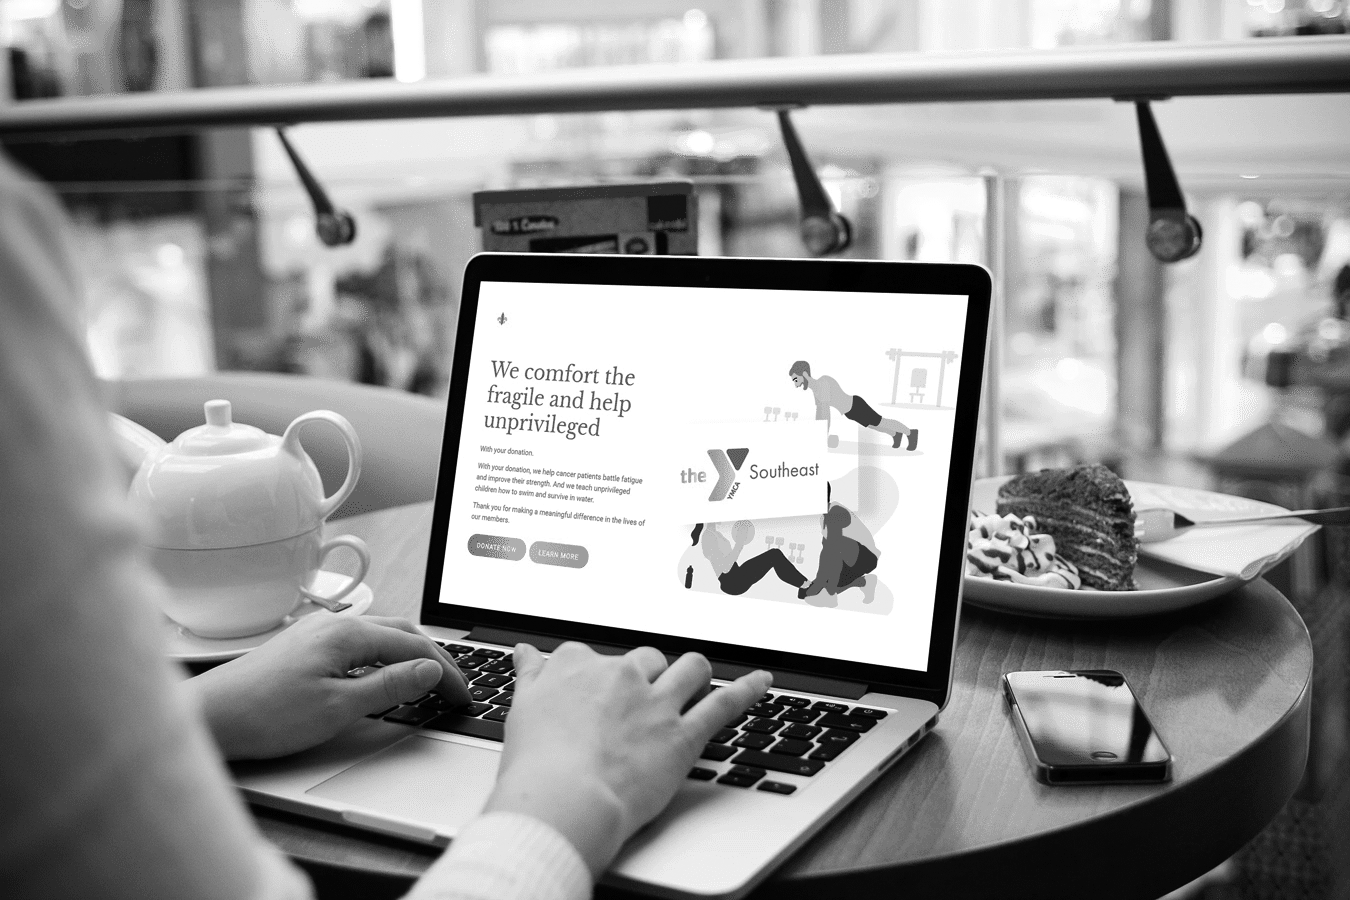 We comfort the
fragile and help
unprivileged
With your donation.
With your donation, we help cancer patients battle fatigue
and improve their strength. And we teach unprivileged
children how to swim and survive in water.
Thank you for making a meaningful difference in the lives of
our members.
DONATE NOW
LEARN MORE
the
YMCA
Southeast